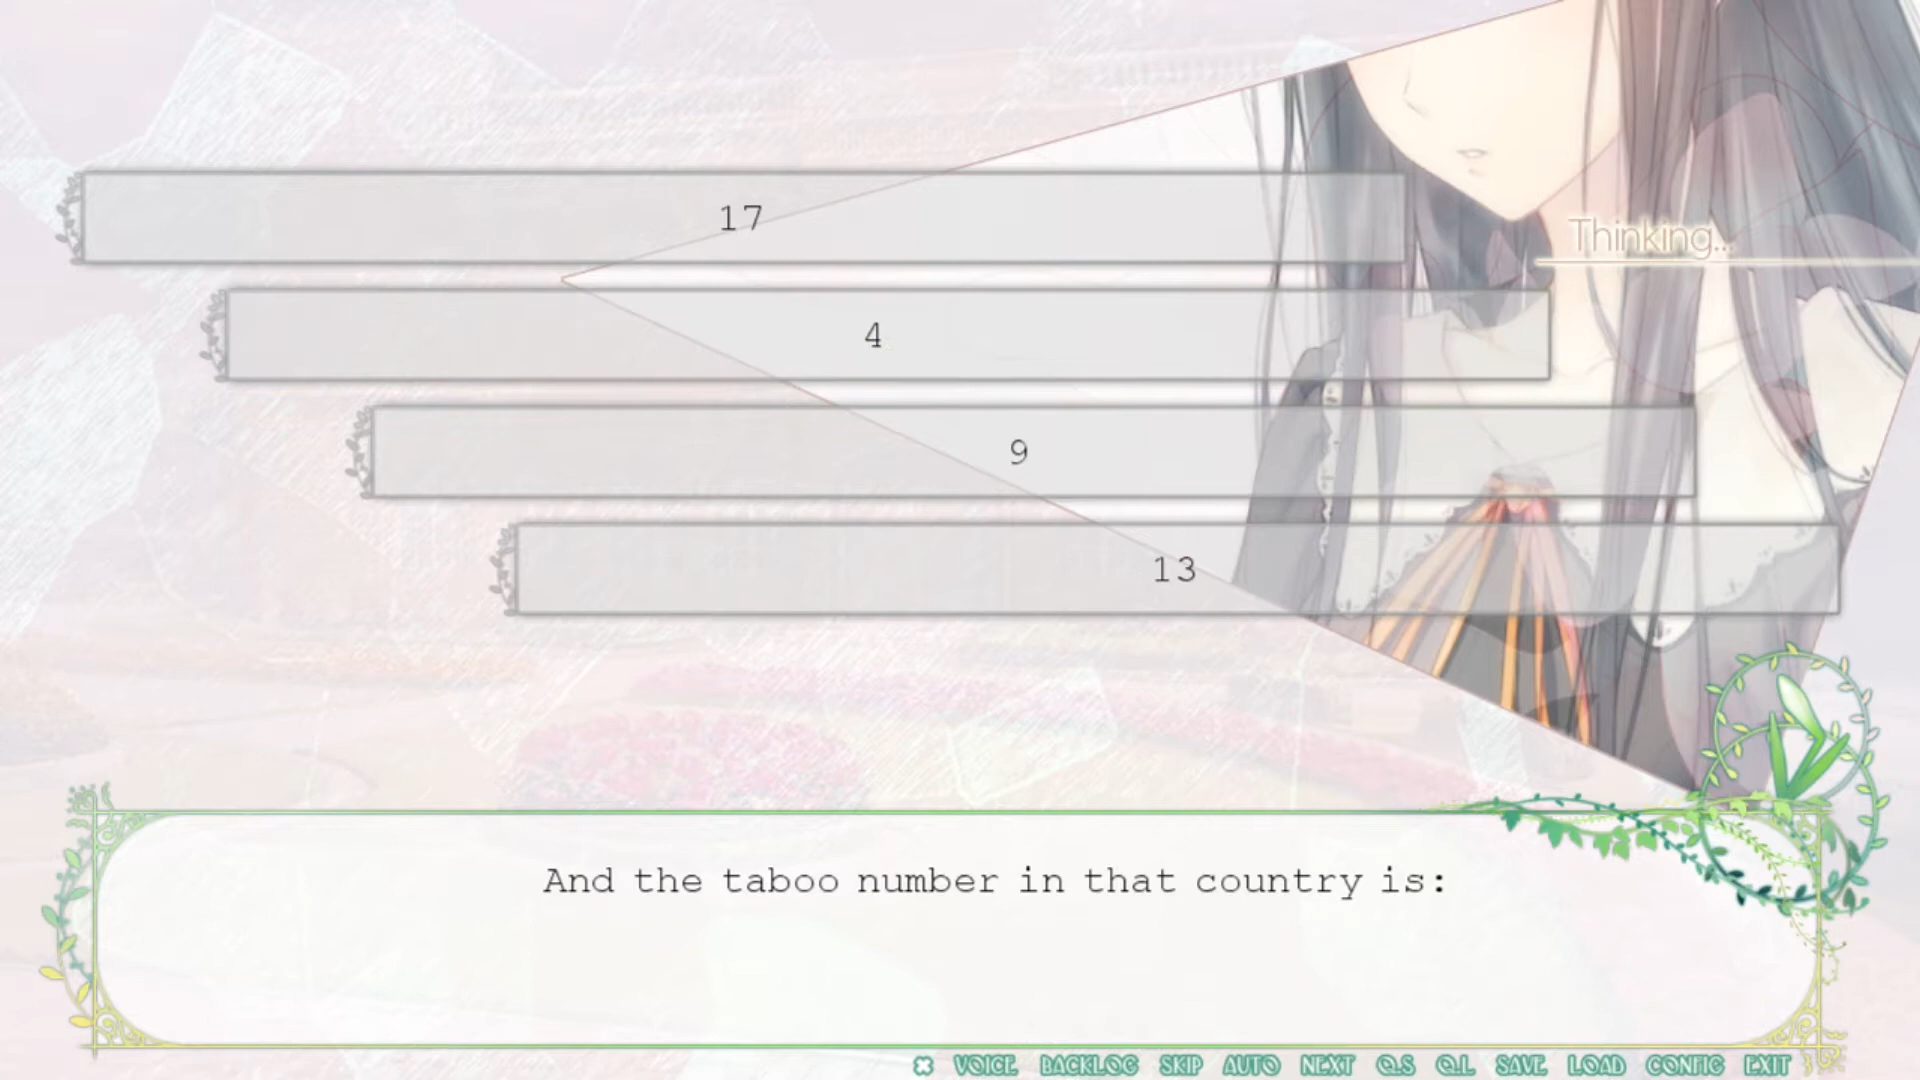 17
Thinking...
4
9
13
And the taboo number in that country is:
VOICE BACKLOG SKIP AUTO NEXT Q.S Q.L SAVE LOAD CONFIG EXIT